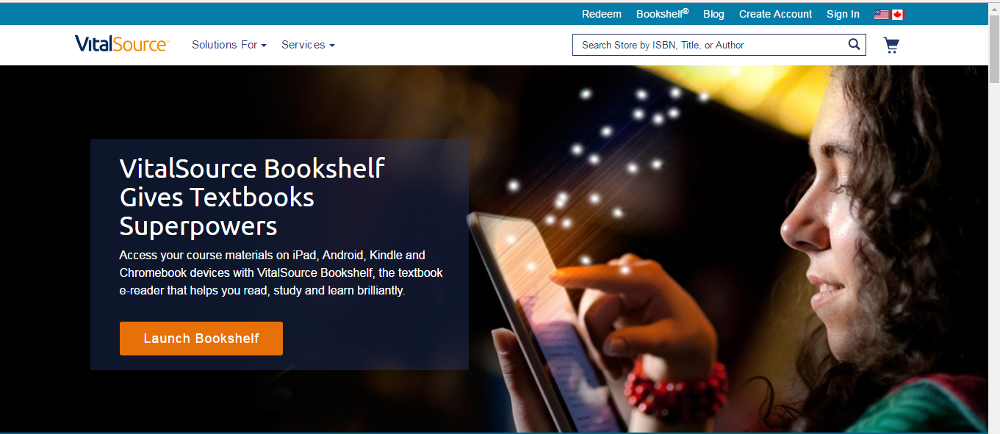 Redeem Bookshelf® Blog Create Account Sign In
VitalSource™ Solutions For Services Search Store by ISBN, Title, or Author
VitalSource Bookshelf
Gives Textbooks
Superpowers
Access your course materials on iPad, Android, Kindle and
Chromebook devices with VitalSource Bookshelf, the textbook
e-reader that helps you read, study and learn brilliantly.
Launch Bookshelf